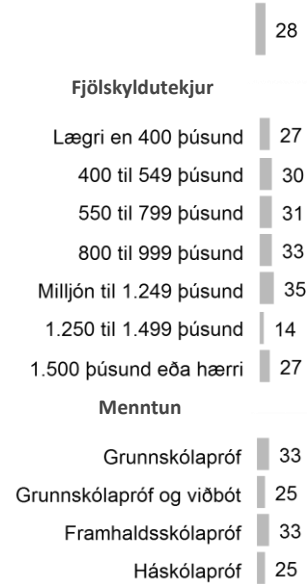 28
Fjölskyldutekjur
Lægri en 400 þúsund 27
400 til 549 þúsund 30
550 til 799 þúsund 31
800 til 999 þúsund 33
Milljón til 1.249 þúsund 35
1.250 til 1.499 þúsund 14
1.500 þúsund eða hærri 27
Menntun
Grunnskólapróf 33
Grunnskólapróf og viðbót 25
Framhaldsskólapróf 33
Háskólapróf 25